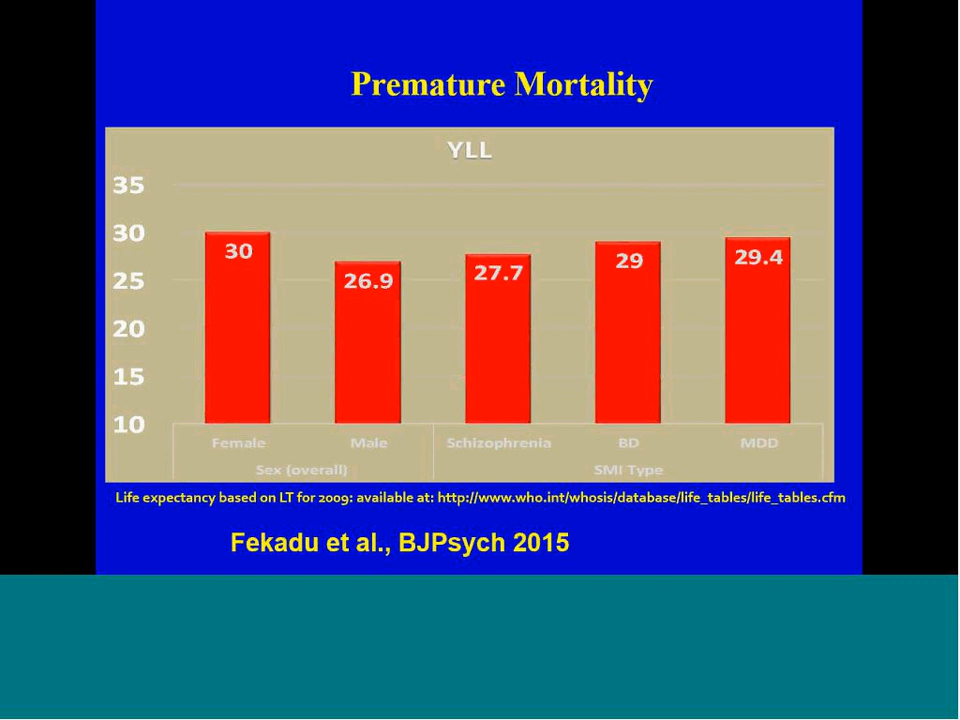 Premature Mortality
YLL
35
30
25
20
15
10
30
26.9
27.7
29
29.4
Female
Male
Schizophrenia
BD
MDD
Sex (overall)
SMI Type
Life expectancy based on LT for 2009: available at: http://www.who.int/whosis/database/life_tables/life_tables.cfm
Fekadu et al., BJPsych 2015